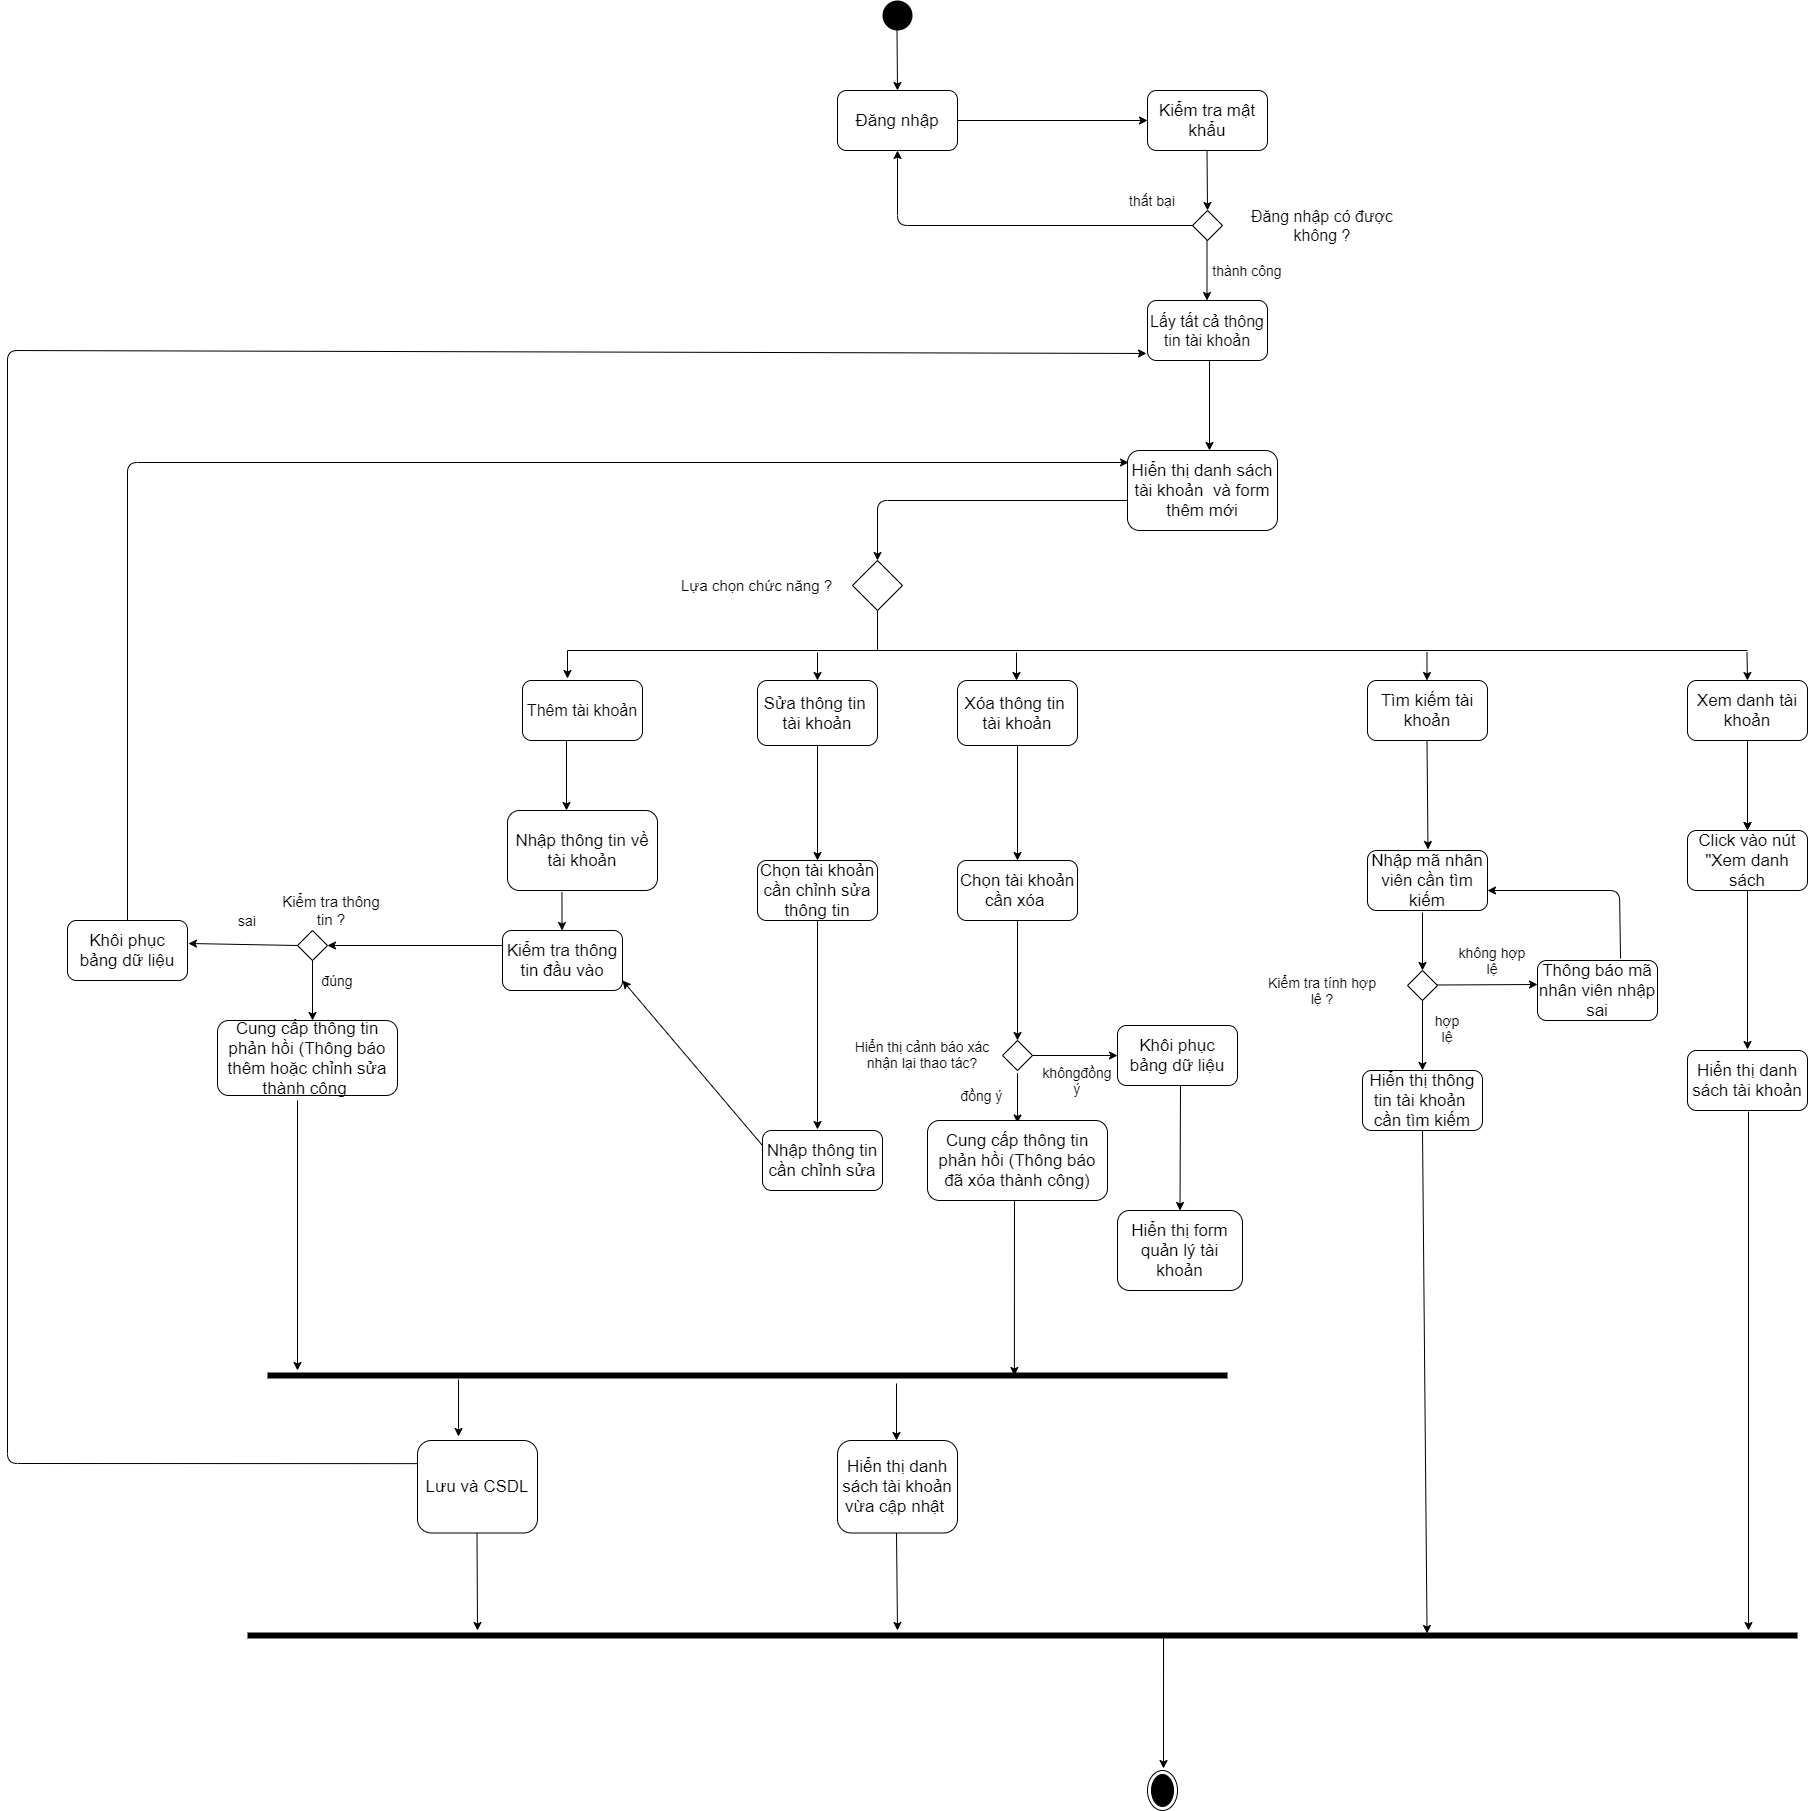 Đăng nhập
Kiểm tra mật
khẩu
thất bại
Đăng nhập có được
không ?
thành công
Lấy tất cả thông
tin tài khoản
Hiển thị danh sách
tài khoản và form
thêm mới
Lựa chọn chức năng ?
Thêm tài khoản
Sửa thông tin
tài khoản
Xóa thông tin
tài khoản
Tìm kiếm tài
khoản
Xem danh tài
khoản
Nhập thông tin về
tài khoản
Chọn tài khoản
cần chỉnh sửa
thông tin
Chọn tài khoản
cần xóa
Nhập mã nhân
viên cần tìm
kiếm
Click vào nút
"Xem danh
sách
Khôi phục
bảng dữ liệu
sai
Kiểm tra thông
tin ?
đúng
Kiểm tra thông
tin đầu vào
Kiểm tra tính hợp
lệ ?
không hợp
lệ
Thông báo mã
nhân viên nhập
sai
hợp
lệ
Cung cấp thông tin
phản hồi (Thông báo
thêm hoặc chỉnh sửa
thành công
Hiển thị cảnh báo xác
nhận lại thao tác?
khôngđồng
ý
đồng ý
Khôi phục
bảng dữ liệu
Hiển thị thông
tin tài khoản
cần tìm kiếm
Hiển thị danh
sách tài khoản
Nhập thông tin
cần chỉnh sửa
Cung cấp thông tin
phản hồi (Thông báo
đã xóa thành công)
Hiển thị form
quản lý tài
khoản
Lưu và CSDL
Hiển thị danh
sách tài khoản
vừa cập nhật